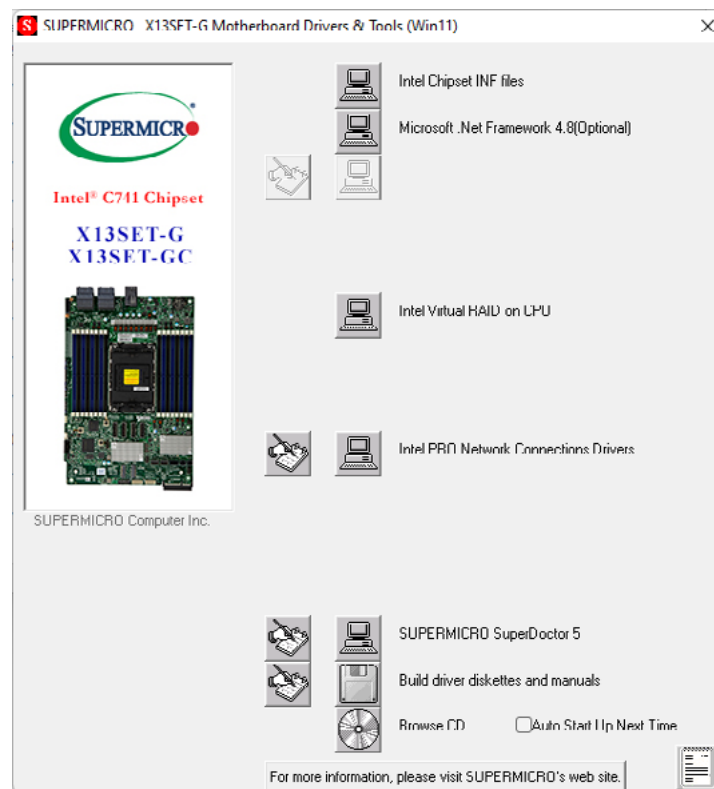 SUPERMICRO X13SET-G Motherboard Drivers & Tools (Win11)
SUPERMICRO
Intel® C741 Chipset
X13SET-G
X13SET-GC
SUPERMICRO Computer Inc.
Intel Chipset INF files
Microsoft .Net Framework 4.8(Optional)
Intel Virtual RAID on CPU
Intel PRO Network Connections Drivers
SUPERMICRO SuperDoctor 5
Build driver diskettes and manuals
Browse CD
Auto Start Up Next Time
For more information, please visit SUPERMICRO's web site.